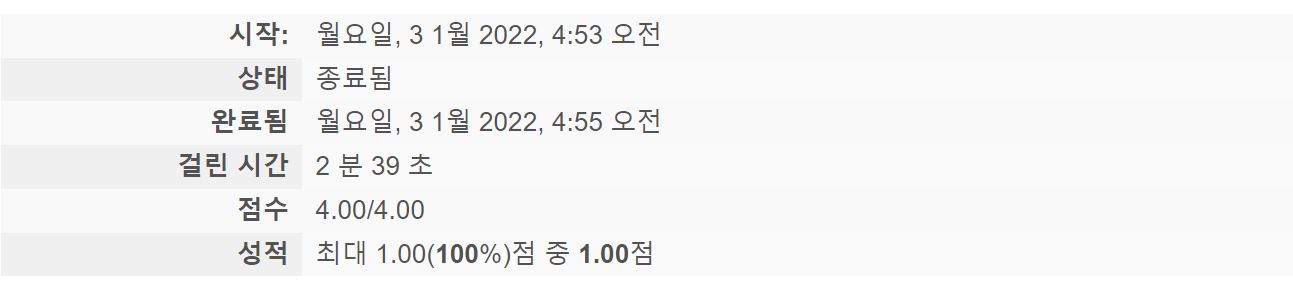 시작: 월요일, 3 1월 2022, 4:53 오전
상태 종료됨
완료됨 월요일, 3 1월 2022, 4:55 오전
걸린 시간 2 분 39 초
점수 4.00/4.00
성적 최대 1.00(100%)점 중 1.00점